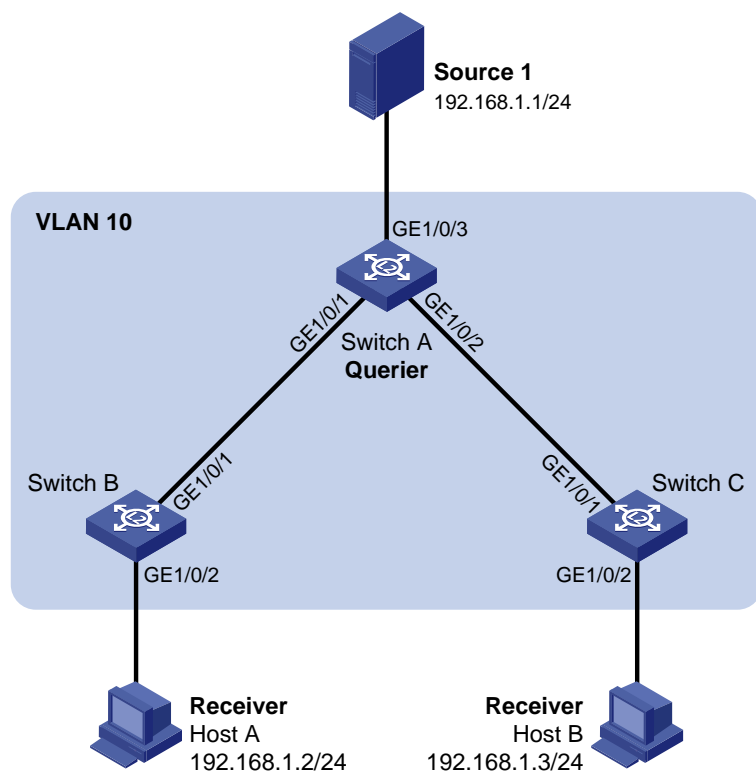 Source 1
192.168.1.1/24
VLAN 10
GE1/0/3
GE1/0/1
GE1/0/2
Switch A
Querier
Switch B
GE1/0/1
GE1/0/1
Switch C
GE1/0/2
GE1/0/2
Receiver
Host A
192.168.1.2/24
Receiver
Host B
192.168.1.3/24